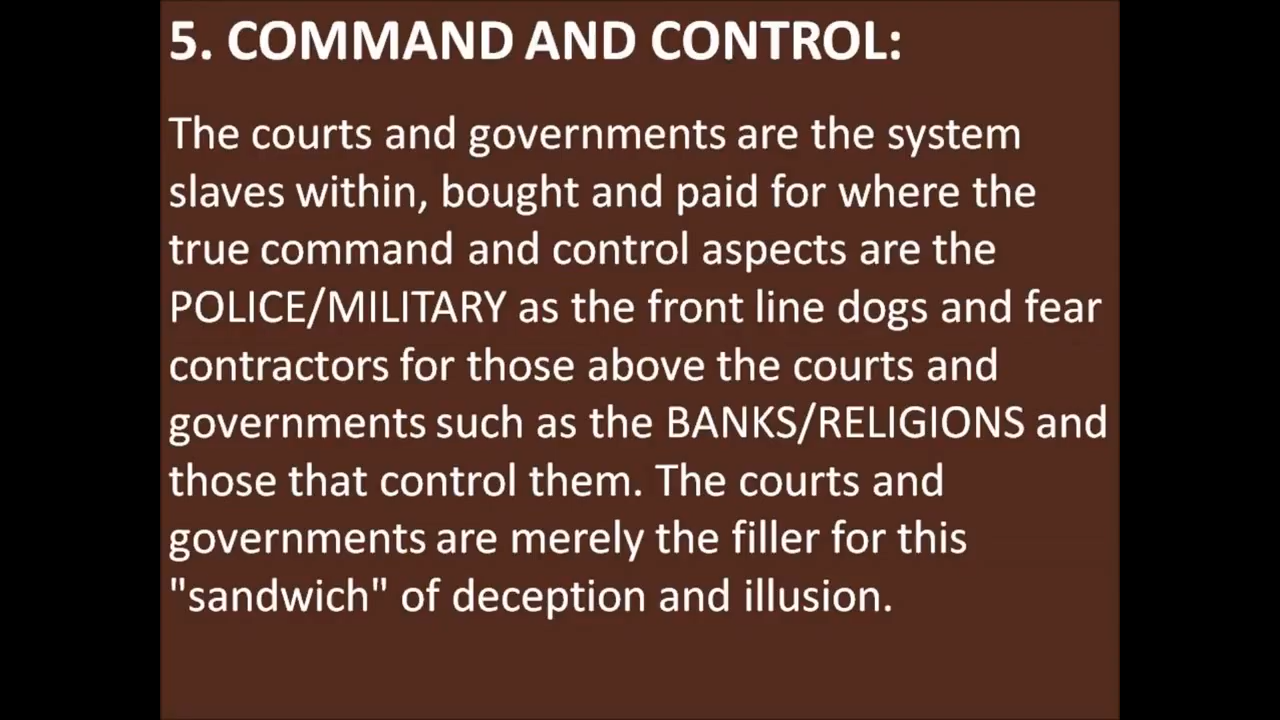 5. COMMAND AND CONTROL:
The courts and governments are the system
slaves within, bought and paid for where the
true command and control aspects are the
POLICE/MILITARY as the front line dogs and fear
contractors for those above the courts and
governments such as the BANKS/RELIGIONS and
those that control them. The courts and
governments are merely the filler for this
"sandwich" of deception and illusion.